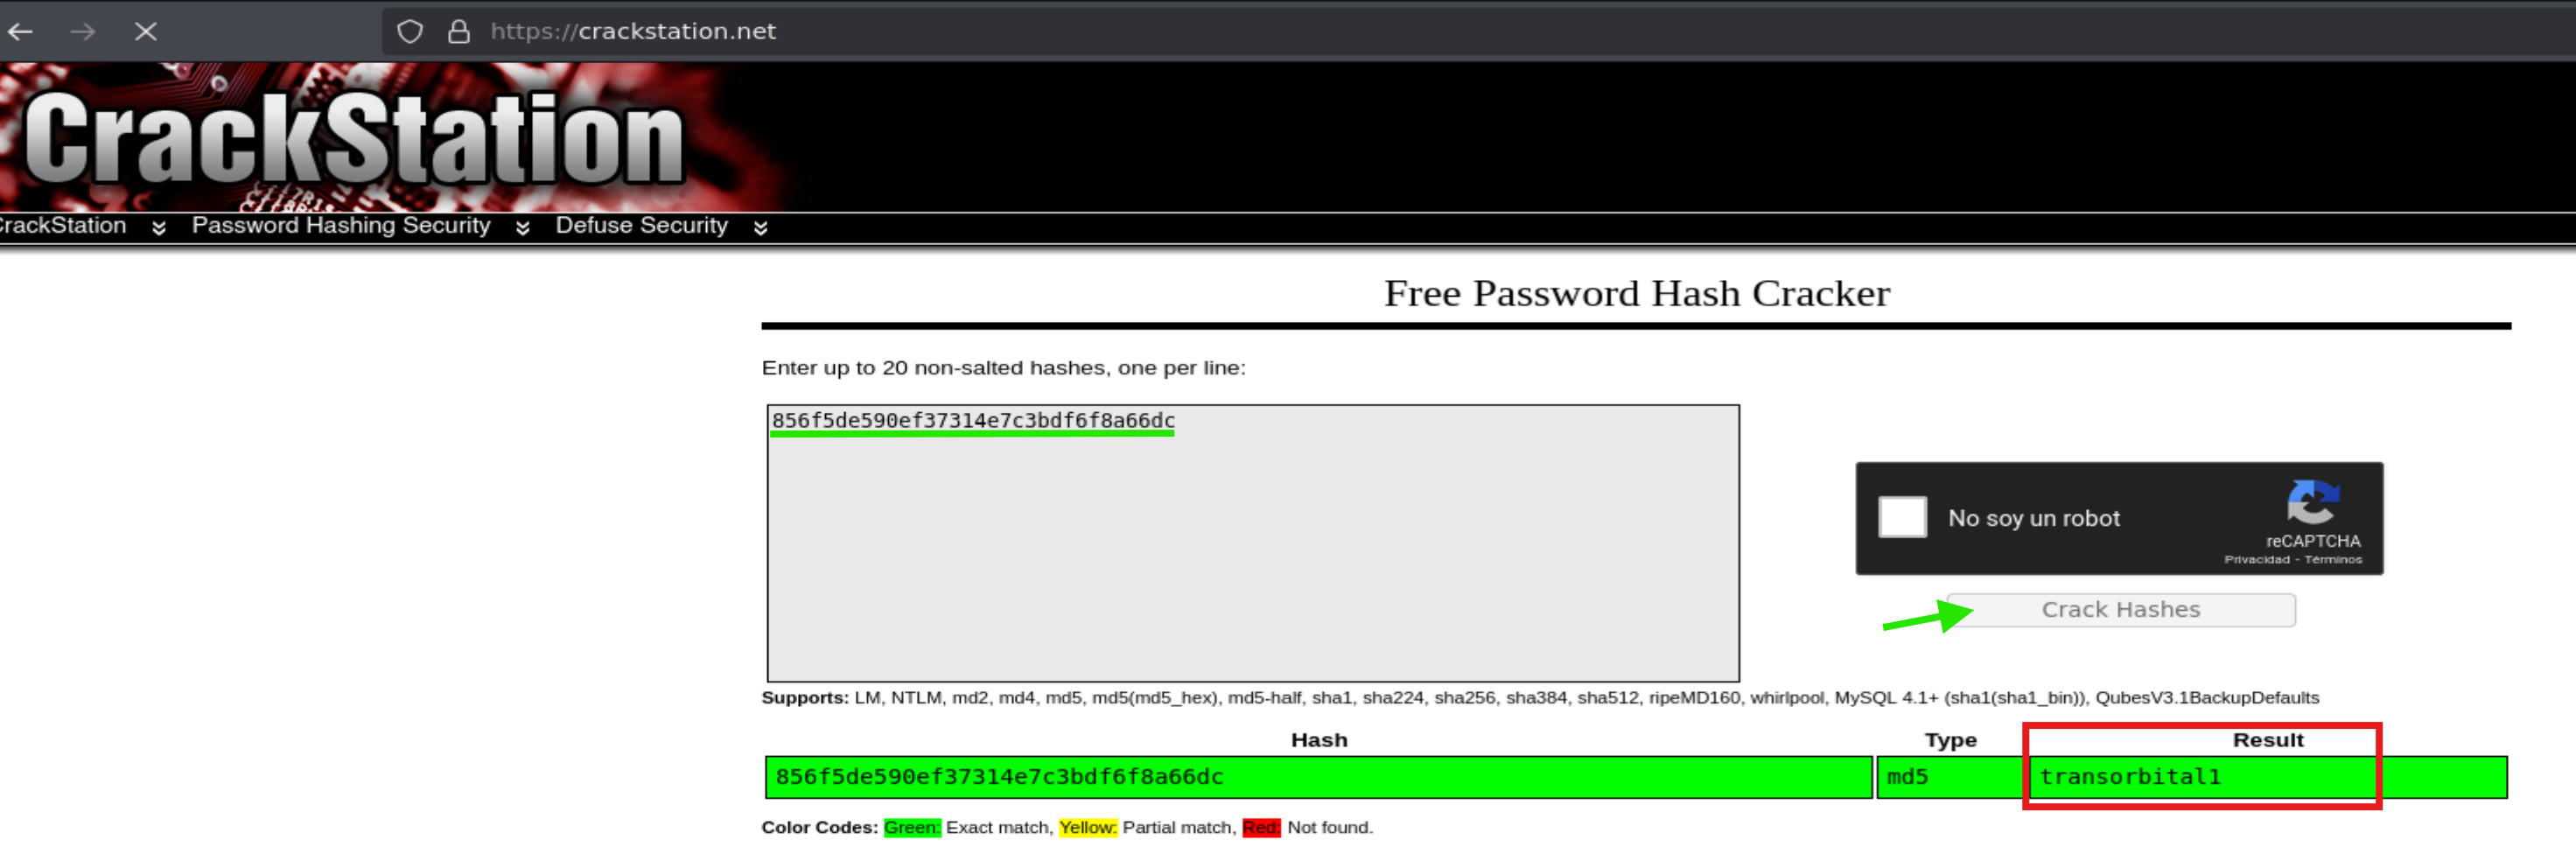 https://crackstation.net
CrackStation
CrackStation Password Hashing Security Defuse Security
Free Password Hash Cracker
Enter up to 20 non-salted hashes, one per line:
856f5de590ef37314e7c3bdf6f8a66dc
No soy un robot
reCAPTCHA
Privacidad - Términos
Crack Hashes
Supports: LM, NTLM, md2, md4, md5, md5(md5_hex), md5-half, sha1, sha224, sha256, sha384, sha512, ripeMD160, whirlpool, MySQL 4.1+ (sha1(sha1_bin)), QubesV3.1BackupDefaults
Hash Type Result
856f5de590ef37314e7c3bdf6f8a66dc md5 transorbital1
Color Codes: Green: Exact match, Yellow: Partial match, Red: Not found.